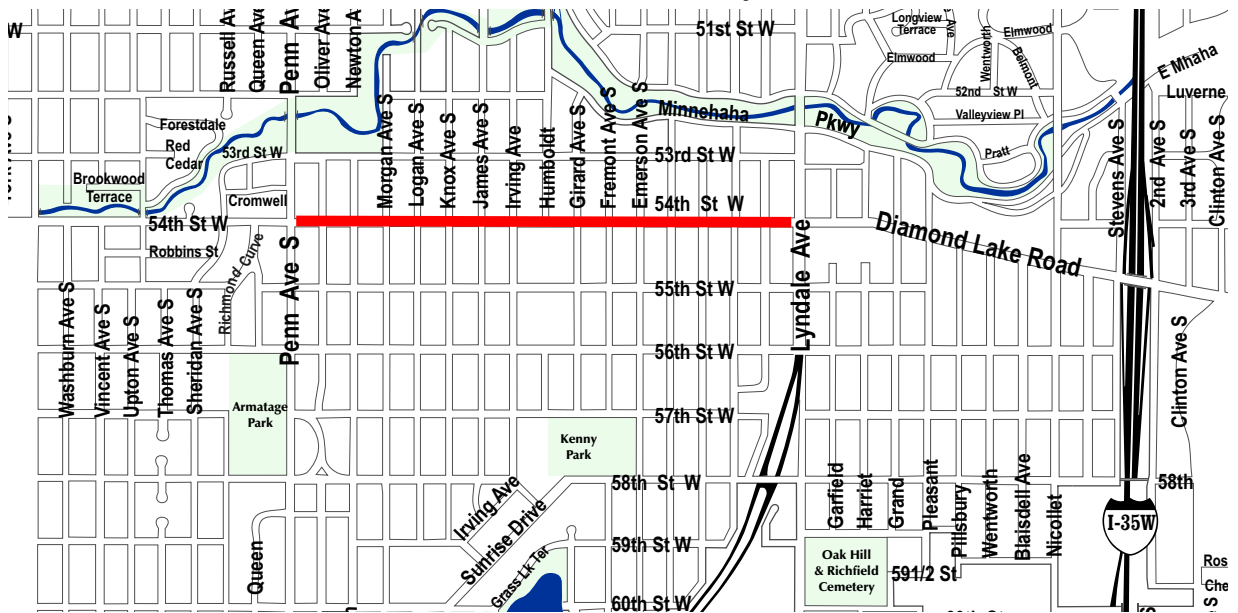 W
Russell Av
Queen Ave
Penn Av
Oliver Ave
Newton A
51st St W
Longview
Terrace
Ave
Elmwood
Elmwood
Wentworth
Belmont
E Mhaha
52nd St W
Luverne
Valleyview Pl
Minnehaha
Pkwy
Forestdale
Red
Cedar
53rd St W
Morgan Ave S
Logan Ave S
Knox Ave S
James Ave S
Irving Ave
Humboldt
Girard Ave S
Fremont Ave S
Emerson Ave S
53rd St W
Pratt
Stevens Ave S
2nd Ave S
3rd Ave S
Clinton Ave S
Brookwood
Terrace
Cromwell
54th St W
54th St W
Diamond Lake Road
Robbins St
Richmond Curve
Penn Ave S
Lyndale Ave
55th St W
Washburn Ave S
Vincent Ave S
Upton Ave S
Thomas Ave S
Sheridan Ave S
56th St W
Clinton Ave S
Armatage
Park
57th St W
Kenny
Park
58th St W
58th
Garfield
Harriet
Grand
Pleasant
Pillsbury
Wentworth
Blaisdell Ave
Nicollet
Irving Ave
Sunrise Drive
I-35W
Queen
59th St W
Grass Lk Ter
Oak Hill
& Richfield
Cemetery
591/2 St
Ros
Che
60th St W